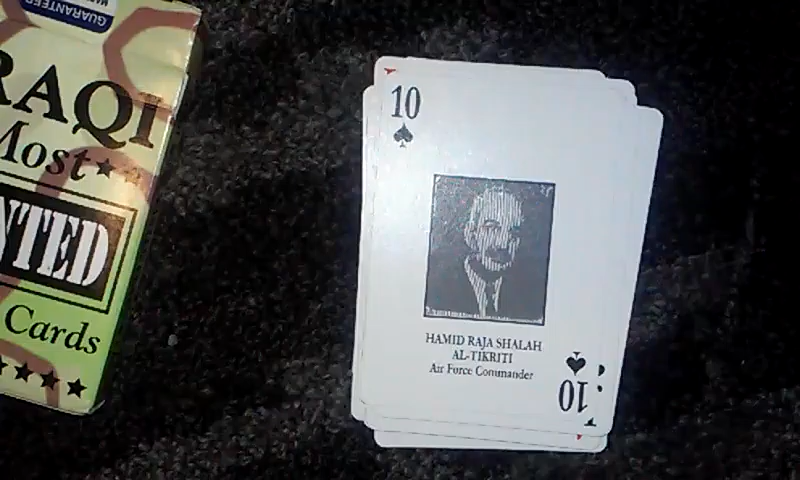 GUARANTEED
RAQI
Most
NTED
Cards
10
HAMID RAJA SHALAH
AL-TIKRITI
Air Force Commander
10